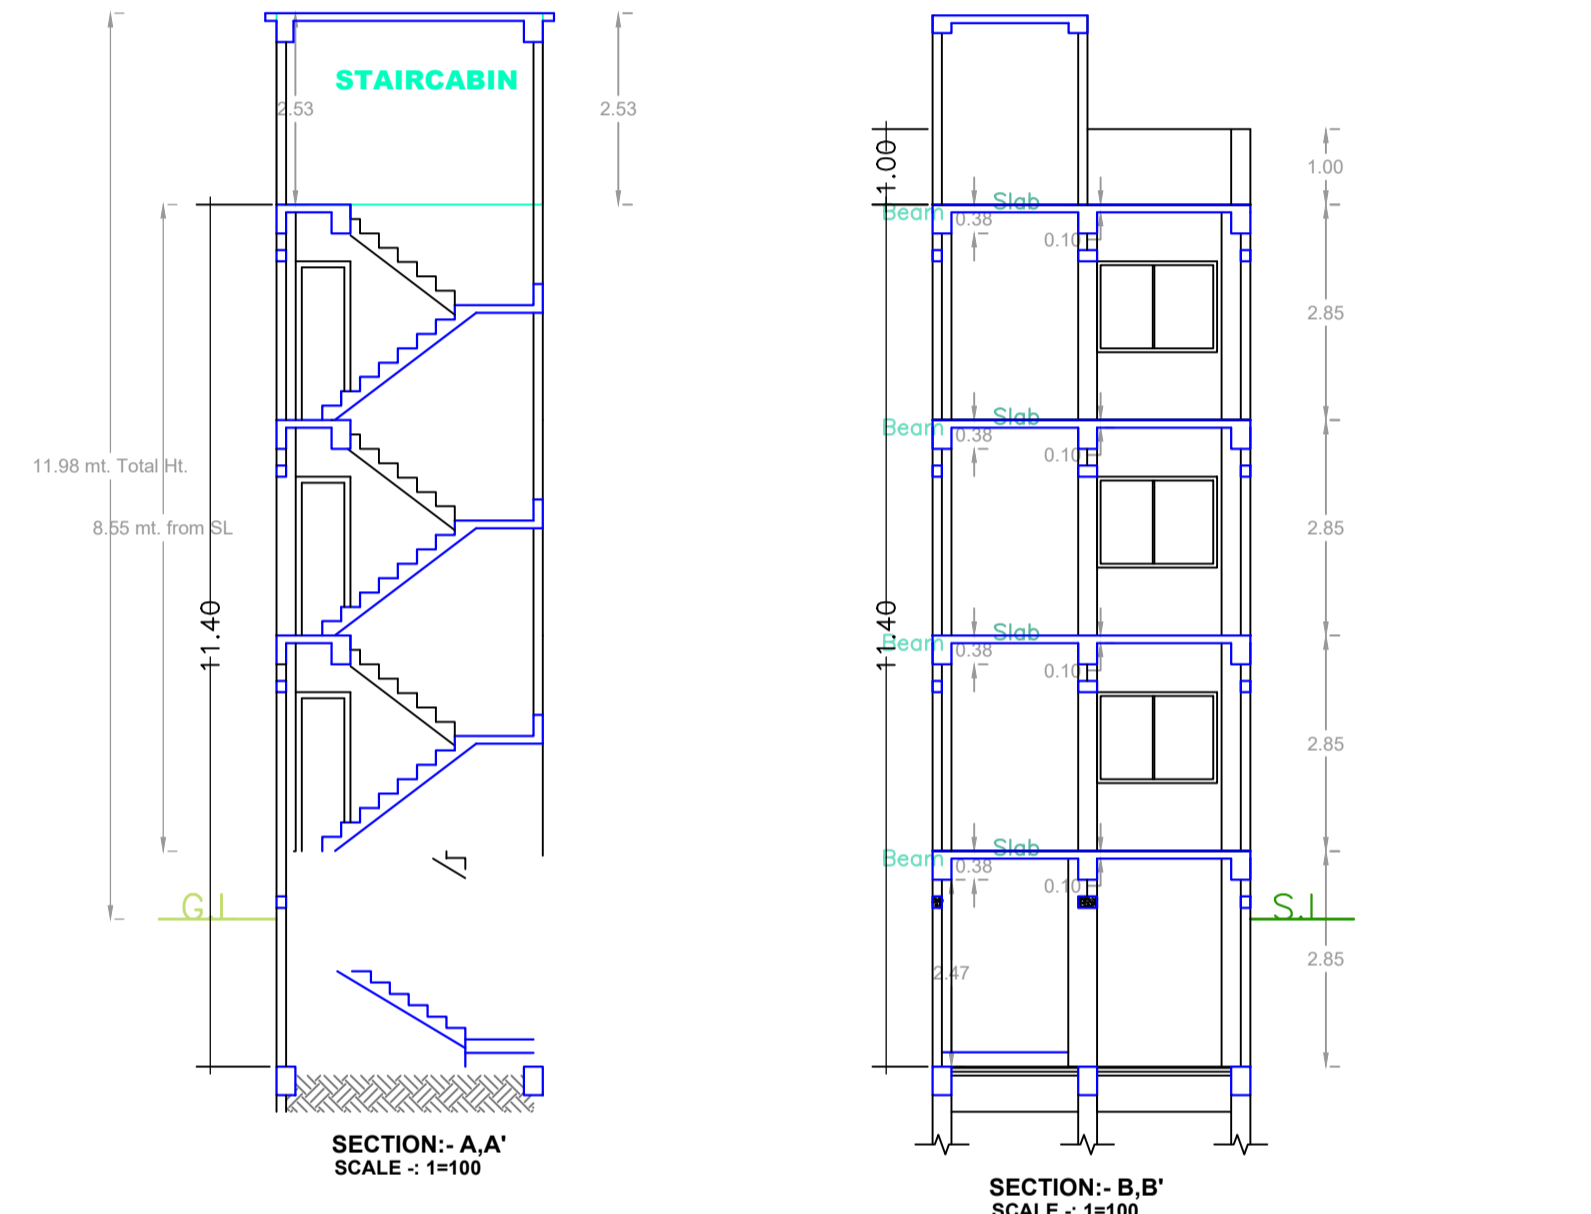 STAIRCABIN
2.53
2.53
11.98 mt. Total Ht.
8.55 mt. from SL
11.40
G.l
SECTION:- A,A'
SCALE -: 1=100
1.00
1.00
Slab
Beam
0.38
0.10
2.85
Slab
Beam
0.38
0.10
2.85
11.40
Slab
Beam
0.38
0.10
2.85
Slab
Beam
0.38
0.10
S.l
2.47
2.85
SECTION:- B,B'
SCALE -: 1=100